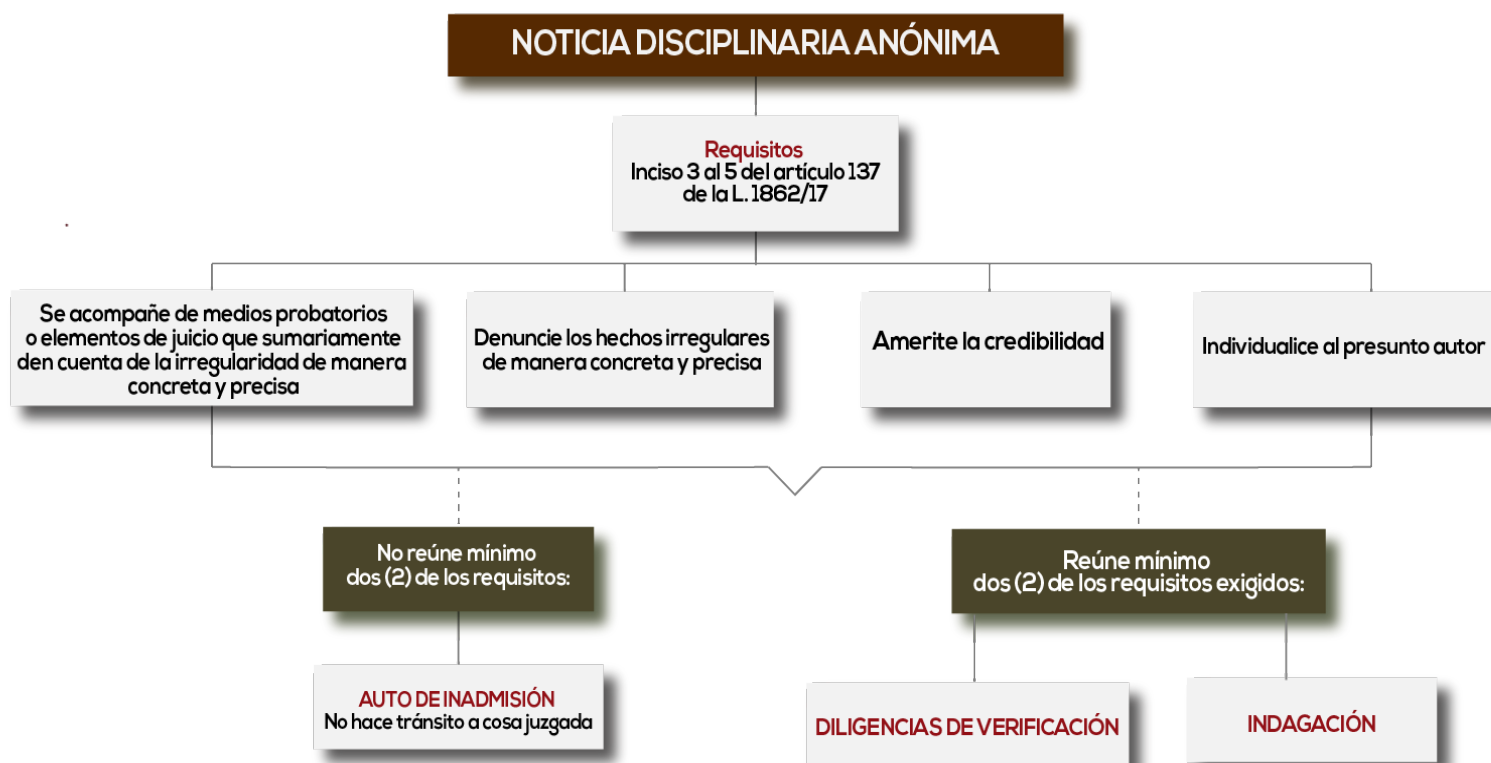 NOTICIA DISCIPLINARIA ANÓNIMA
Requisitos
Inciso 3 al 5 del artículo 137
de la L. 1862/17
Se acompañe de medios probatorios
o elementos de juicio que sumariamente
den cuenta de la irregularidad de manera
concreta y precisa
Denuncie los hechos irregulares
de manera concreta y precisa
Amerite la credibilidad
Individualice al presunto autor
No reúne mínimo
dos (2) de los requisitos:
AUTO DE INADMISIÓN
No hace tránsito a cosa juzgada
Reúne mínimo
dos (2) de los requisitos exigidos:
DILIGENCIAS DE VERIFICACIÓN
INDAGACIÓN